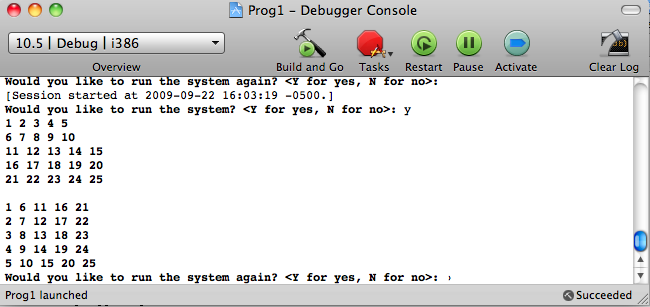 Prog1 – Debugger Console
10.5 | Debug | i386
Overview
Build and Go
Tasks
Restart
Pause
Activate
Clear Log
Would you like to run the system again? <Y for yes, N for no>:
[Session started at 2009-09-22 16:03:19 -0500.]
Would you like to run the system? <Y for yes, N for no>: y
1 2 3 4 5
6 7 8 9 10
11 12 13 14 15
16 17 18 19 20
21 22 23 24 25
1 6 11 16 21
2 7 12 17 22
3 8 13 18 23
4 9 14 19 24
5 10 15 20 25
Would you like to run the system again? <Y for yes, N for no>:
Prog1 launched
Succeeded